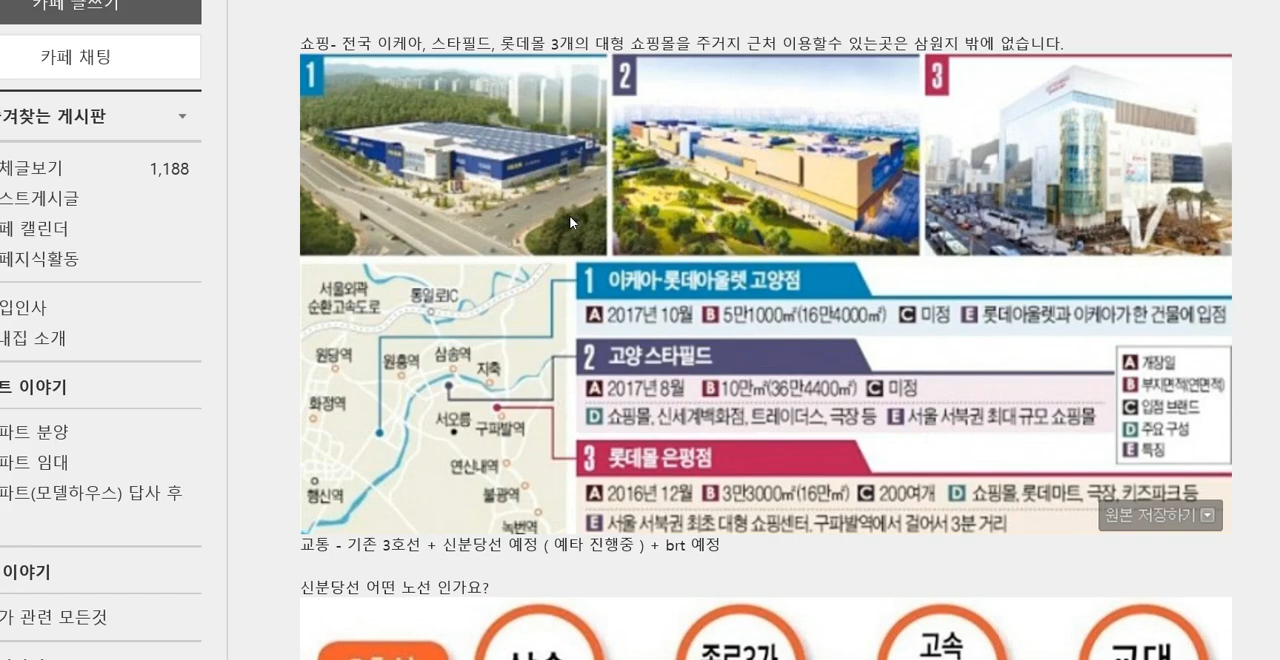 카페 글쓰기
카페 채팅
겨찾는 게시판
체글보기 1,188
스트게시글
페 캘린더
페지식활동
입인사
내집 소개
트 이야기
파트 분양
파트 임대
파트(모델하우스) 답사 후
이야기
가 관련 모든것
쇼핑- 전국 이케아, 스타필드, 롯데몰 3개의 대형 쇼핑몰을 주거지 근처 이용할수 있는곳은 삼원지 밖에 없습니다.
1
2
3
서울외곽
순환고속도로
통일로IC
원당역
원흥역
삼송역
지축
화정역
서오릉
구파발역
연신내역
행신역
불광역
녹번역
1 이케아·롯데아울렛 고양점
A 2017년 10월 B 5만1000㎡(16만4000㎡) C 미정 E 롯데아울렛과 이케아가 한 건물에 입점
2 고양 스타필드
A 2017년 8월 B 10만㎡(36만4400㎡) C 미정
D 쇼핑몰, 신세계백화점, 트레이더스, 극장 등 E 서울 서북권 최대 규모 쇼핑몰
A 개장일
B 부지면적(연면적)
C 입점 브랜드
D 주요 구성
E 특징
3 롯데몰 은평점
A 2016년 12월 B 3만3000㎡(16만㎡) C 200여개 D 쇼핑몰, 롯데마트, 극장, 키즈파크 등
E 서울 서북권 최초 대형 쇼핑센터, 구파발역에서 걸어서 3분 거리
원본 저장하기
교통 - 기존 3호선 + 신분당선 예정 ( 예타 진행중 ) + brt 예정
신분당선 어떤 노선 인가요?
종로3가
고속
교대